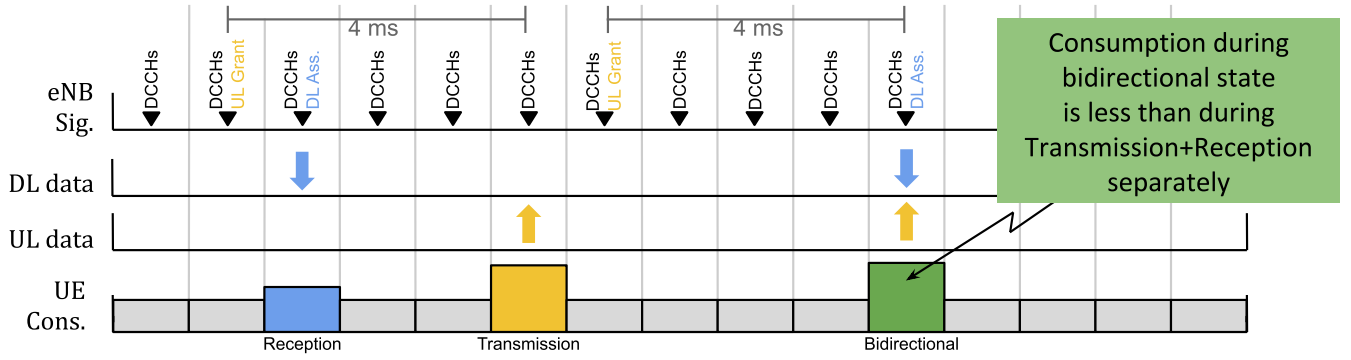 4 ms
4 ms
DCCHs
DCCHs
UL Grant
DCCHs
DL Ass.
DCCHs
DCCHs
DCCHs
DCCHs
UL Grant
DCCHs
DCCHs
DCCHs
DCCHs
DL Ass.
Consumption during
bidirectional state
is less than during
Transmission+Reception
separately
eNB
Sig.
DL data
UL data
UE
Cons.
Reception
Transmission
Bidirectional